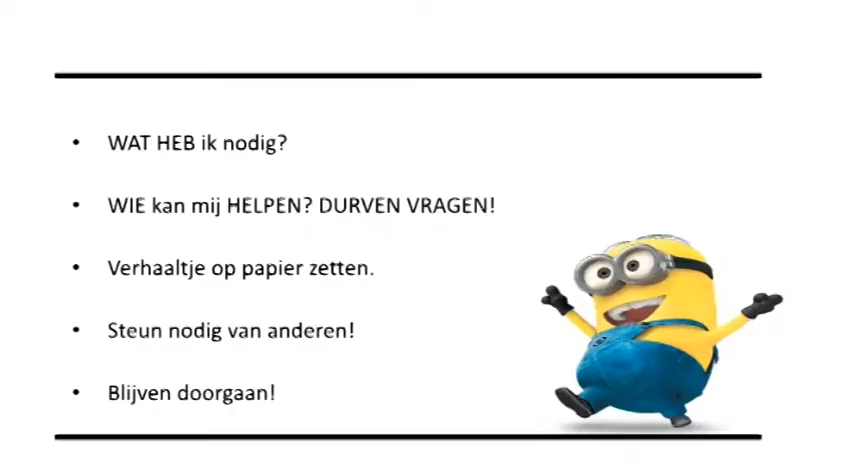 • WAT HEB ik nodig?
• WIE kan mij HELPEN? DURVEN VRAGEN!
• Verhaaltje op papier zetten.
• Steun nodig van anderen!
• Blijven doorgaan!